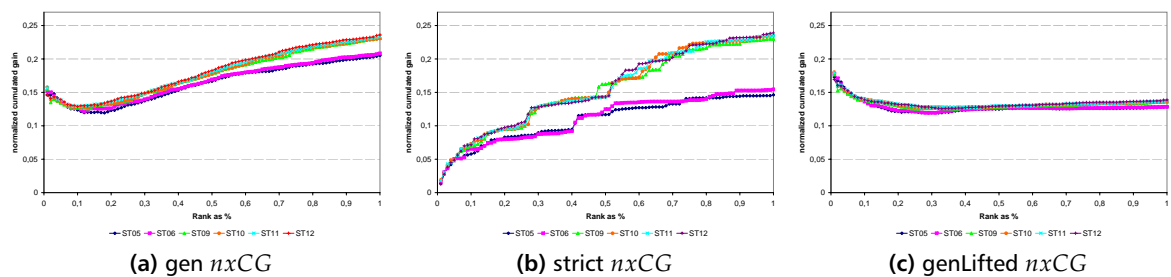 normalized cumulated gain
0,25
0,2
0,15
0,1
0,05
0
0 0,1 0,2 0,3 0,4 0,5 0,6 0,7 0,8 0,9 1
Rank as %
ST05 ST06 ST09 ST10 ST11 ST12
(a) gen nxCG
normalized cumulated gain
0,25
0,2
0,15
0,1
0,05
0
0 0,1 0,2 0,3 0,4 0,5 0,6 0,7 0,8 0,9 1
Rank as %
ST05 ST06 ST09 ST10 ST11 ST12
(b) strict nxCG
normalized cumulated gain
0,25
0,2
0,15
0,1
0,05
0
0 0,1 0,2 0,3 0,4 0,5 0,6 0,7 0,8 0,9 1
Rank as %
ST05 ST06 ST09 ST10 ST11 ST12
(c) genLifted nxCG